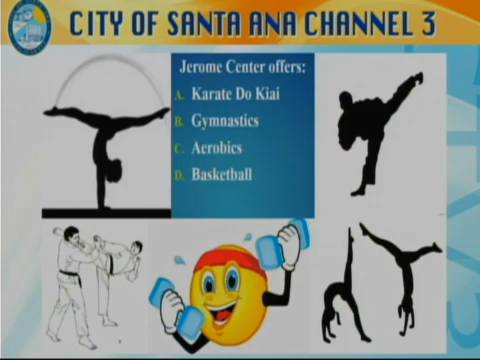 CITY OF SANTA ANA CHANNEL 3
Jerome Center offers:
A. Karate Do Kiai
B. Gymnastics
C. Aerobics
D. Basketball